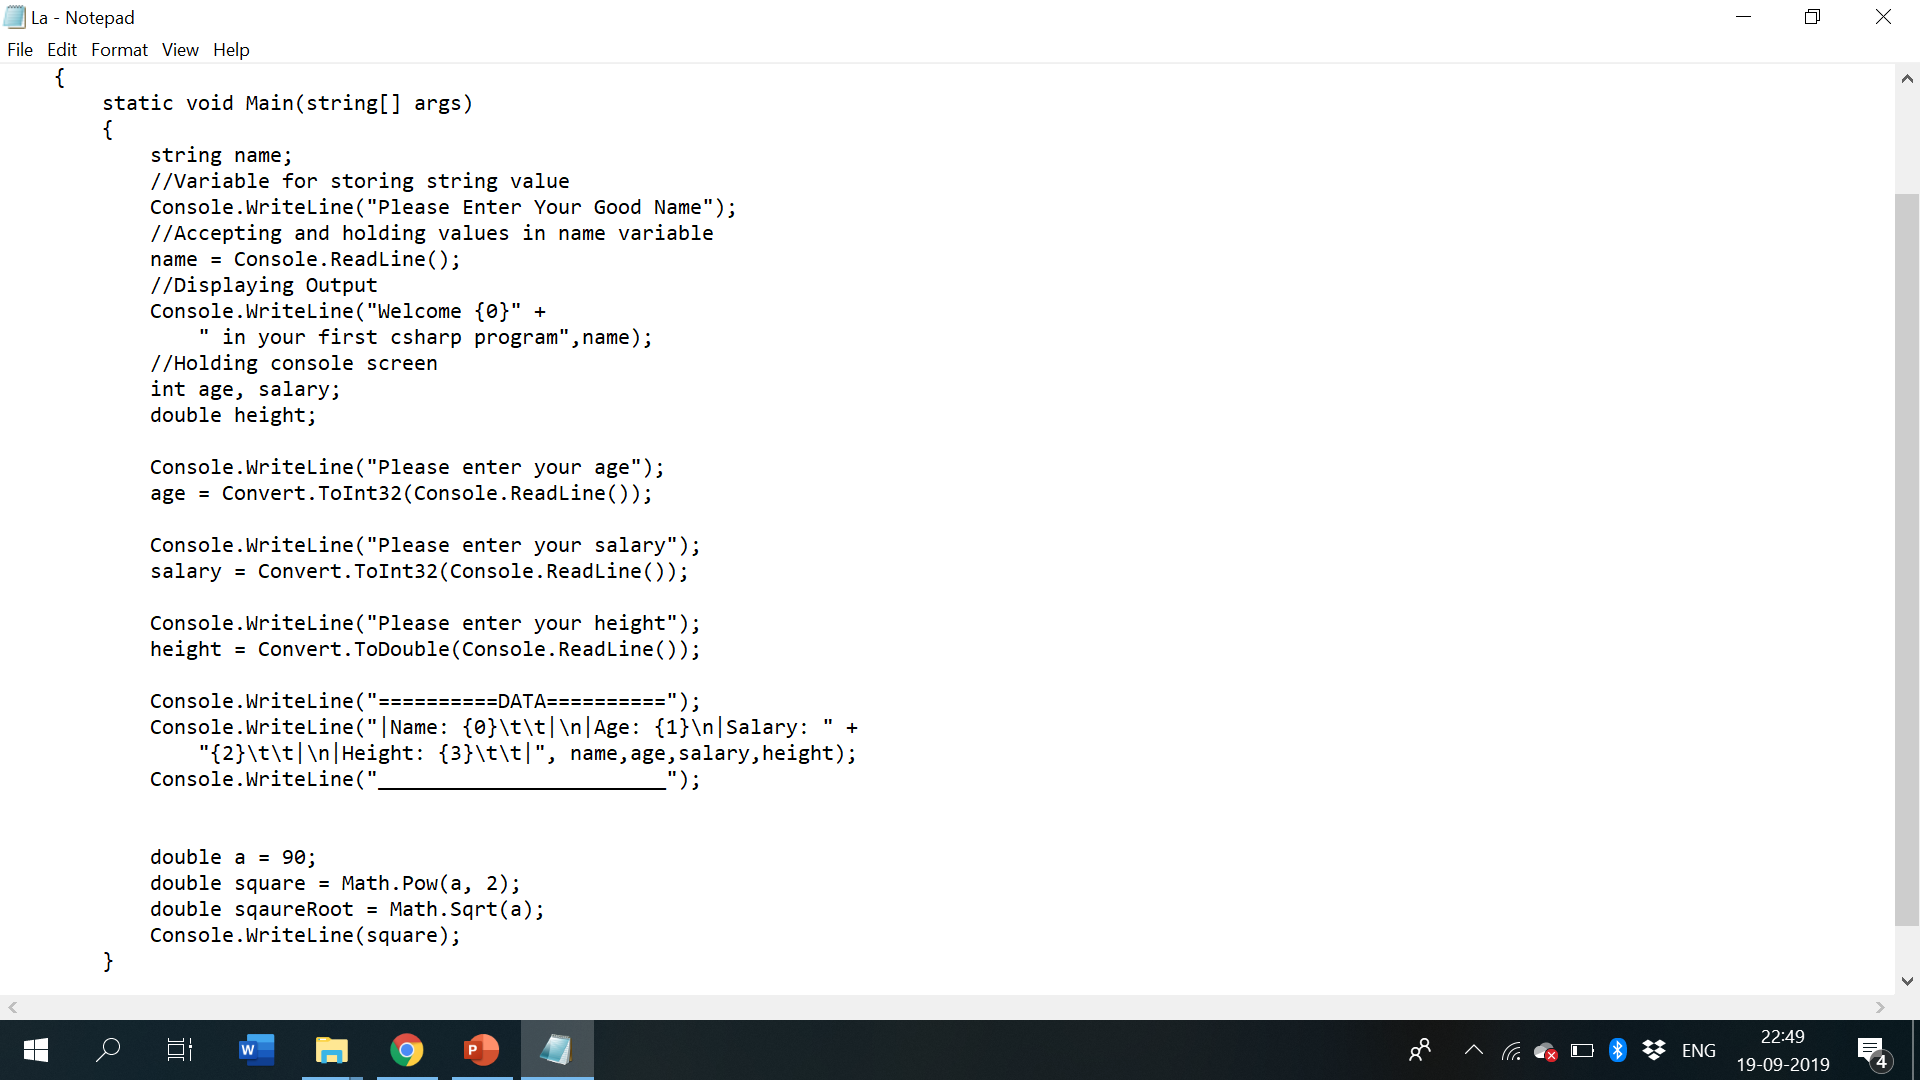 La - Notepad
File Edit Format View Help
{
static void Main(string[] args)
{
string name;
//Variable for storing string value
Console.WriteLine("Please Enter Your Good Name");
//Accepting and holding values in name variable
name = Console.ReadLine();
//Displaying Output
Console.WriteLine("Welcome {0}" +
" in your first csharp program",name);
//Holding console screen
int age, salary;
double height;
Console.WriteLine("Please enter your age");
age = Convert.ToInt32(Console.ReadLine());
Console.WriteLine("Please enter your salary");
salary = Convert.ToInt32(Console.ReadLine());
Console.WriteLine("Please enter your height");
height = Convert.ToDouble(Console.ReadLine());
Console.WriteLine("==========DATA==========");
Console.WriteLine("|Name: {0}\t\t|\n|Age: {1}\n|Salary: " +
"{2}\t\t|\n|Height: {3}\t\t|", name,age,salary,height);
Console.WriteLine("________________________");
double a = 90;
double square = Math.Pow(a, 2);
double sqaureRoot = Math.Sqrt(a);
Console.WriteLine(square);
}
W
P
ENG
22:49
19-09-2019
4